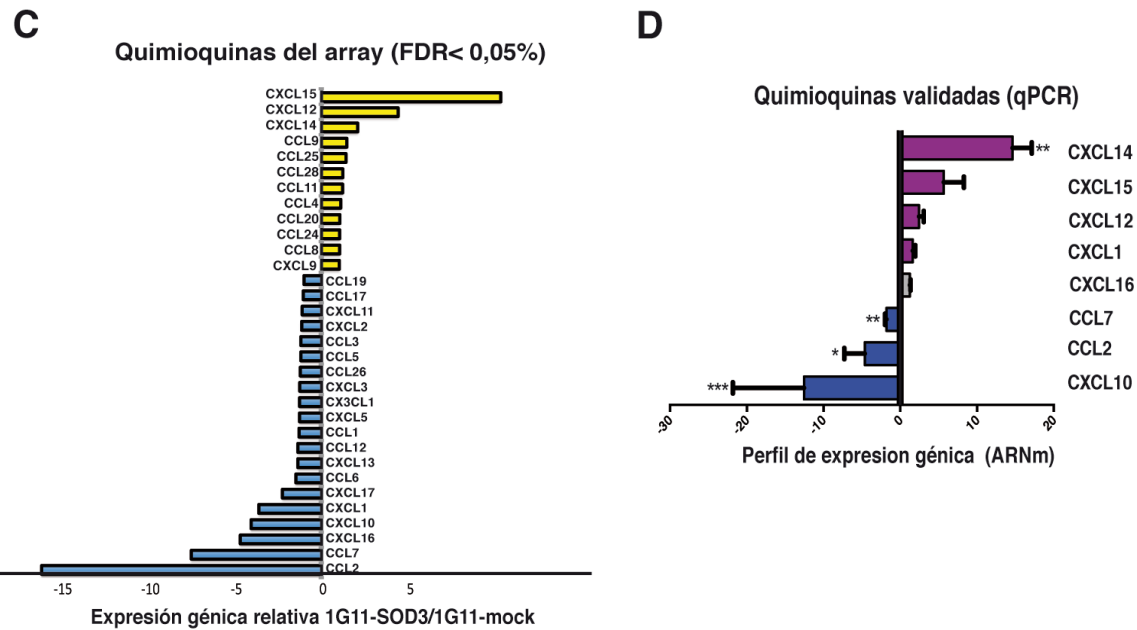 C
Quimioquinas del array (FDR< 0,05%)
CXCL15
CXCL12
CXCL14
CCL9
CCL25
CCL28
CCL11
CCL4
CCL20
CCL24
CCL8
CXCL9
CCL19
CCL17
CXCL11
CXCL2
CCL3
CCL5
CCL26
CXCL3
CX3CL1
CXCL5
CCL1
CCL12
CXCL13
CCL6
CXCL17
CXCL1
CXCL10
CXCL16
CCL7
CCL2
-15 -10 -5 0 5
Expresión génica relativa 1G11-SOD3/1G11-mock
D
Quimioquinas validadas (qPCR)
** CXCL14
CXCL15
CXCL12
CXCL1
CXCL16
** CCL7
* CCL2
*** CXCL10
-30 -20 -10 0 10 20
Perfil de expresion génica (ARNm)